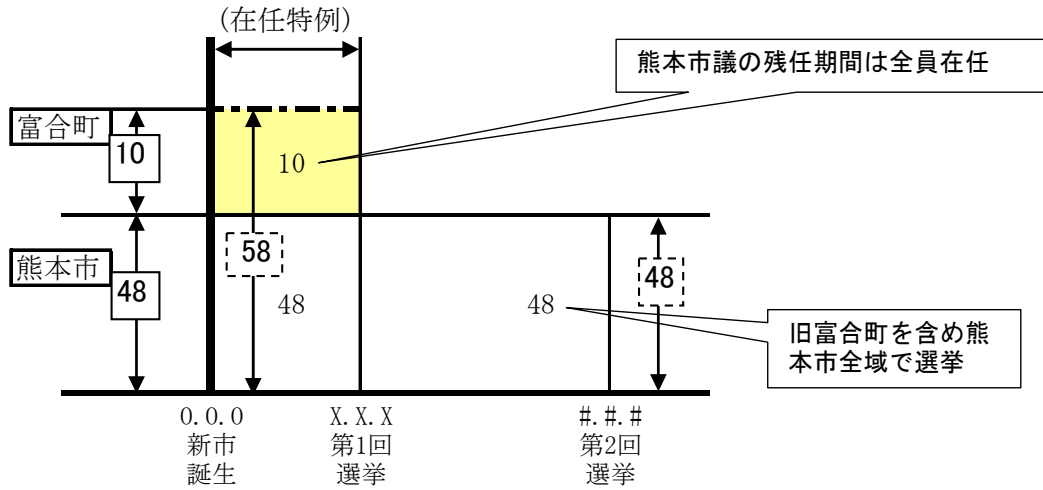 (在任特例)
熊本市議の残任期間は全員在任
富合町
10
10
58
熊本市
48
48
48
48
旧富合町を含め熊
本市全域で選挙
0.0.0
新市
誕生
X.X.X
第1回
選挙
#.#.#
第2回
選挙